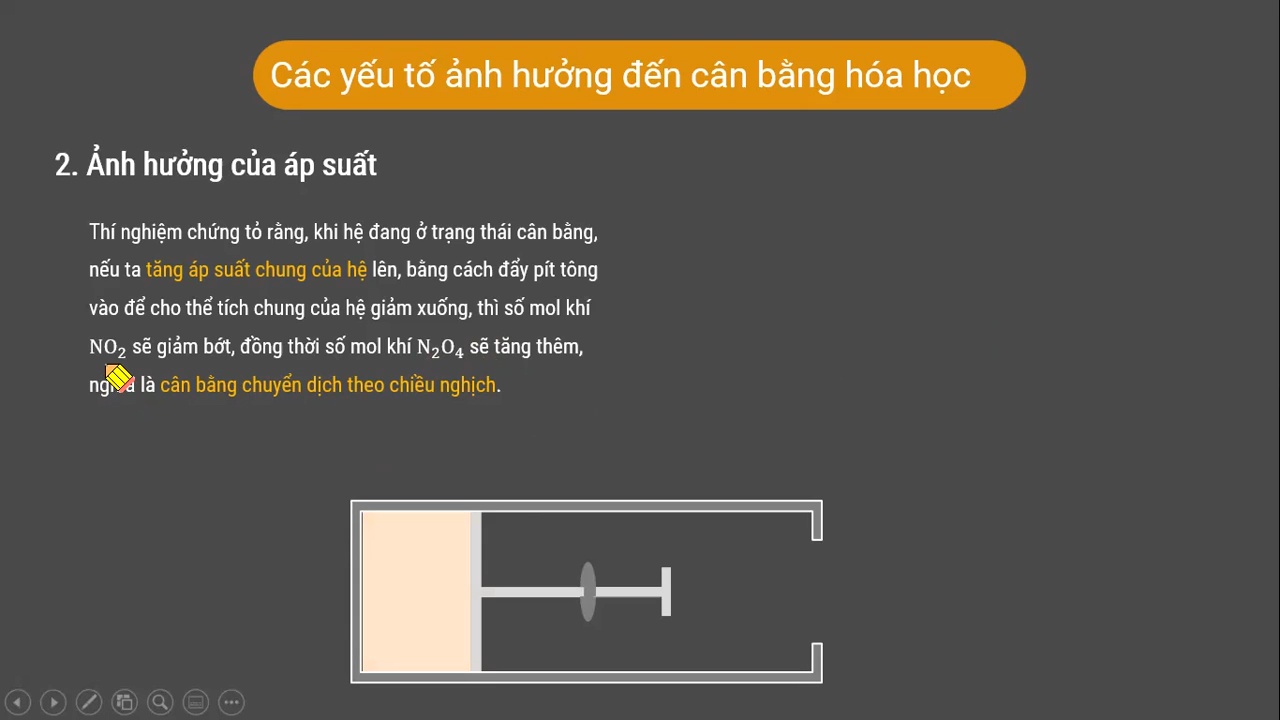 Các yếu tố ảnh hưởng đến cân bằng hóa học
2. Ảnh hưởng của áp suất
Thí nghiệm chứng tỏ rằng, khi hệ đang ở trạng thái cân bằng,
nếu ta tăng áp suất chung của hệ lên, bằng cách đẩy pít tông
vào để cho thể tích chung của hệ giảm xuống, thì số mol khí
NO₂ sẽ giảm bớt, đồng thời số mol khí N₂O₄ sẽ tăng thêm,
là cân bằng chuyển dịch theo chiều nghịch.